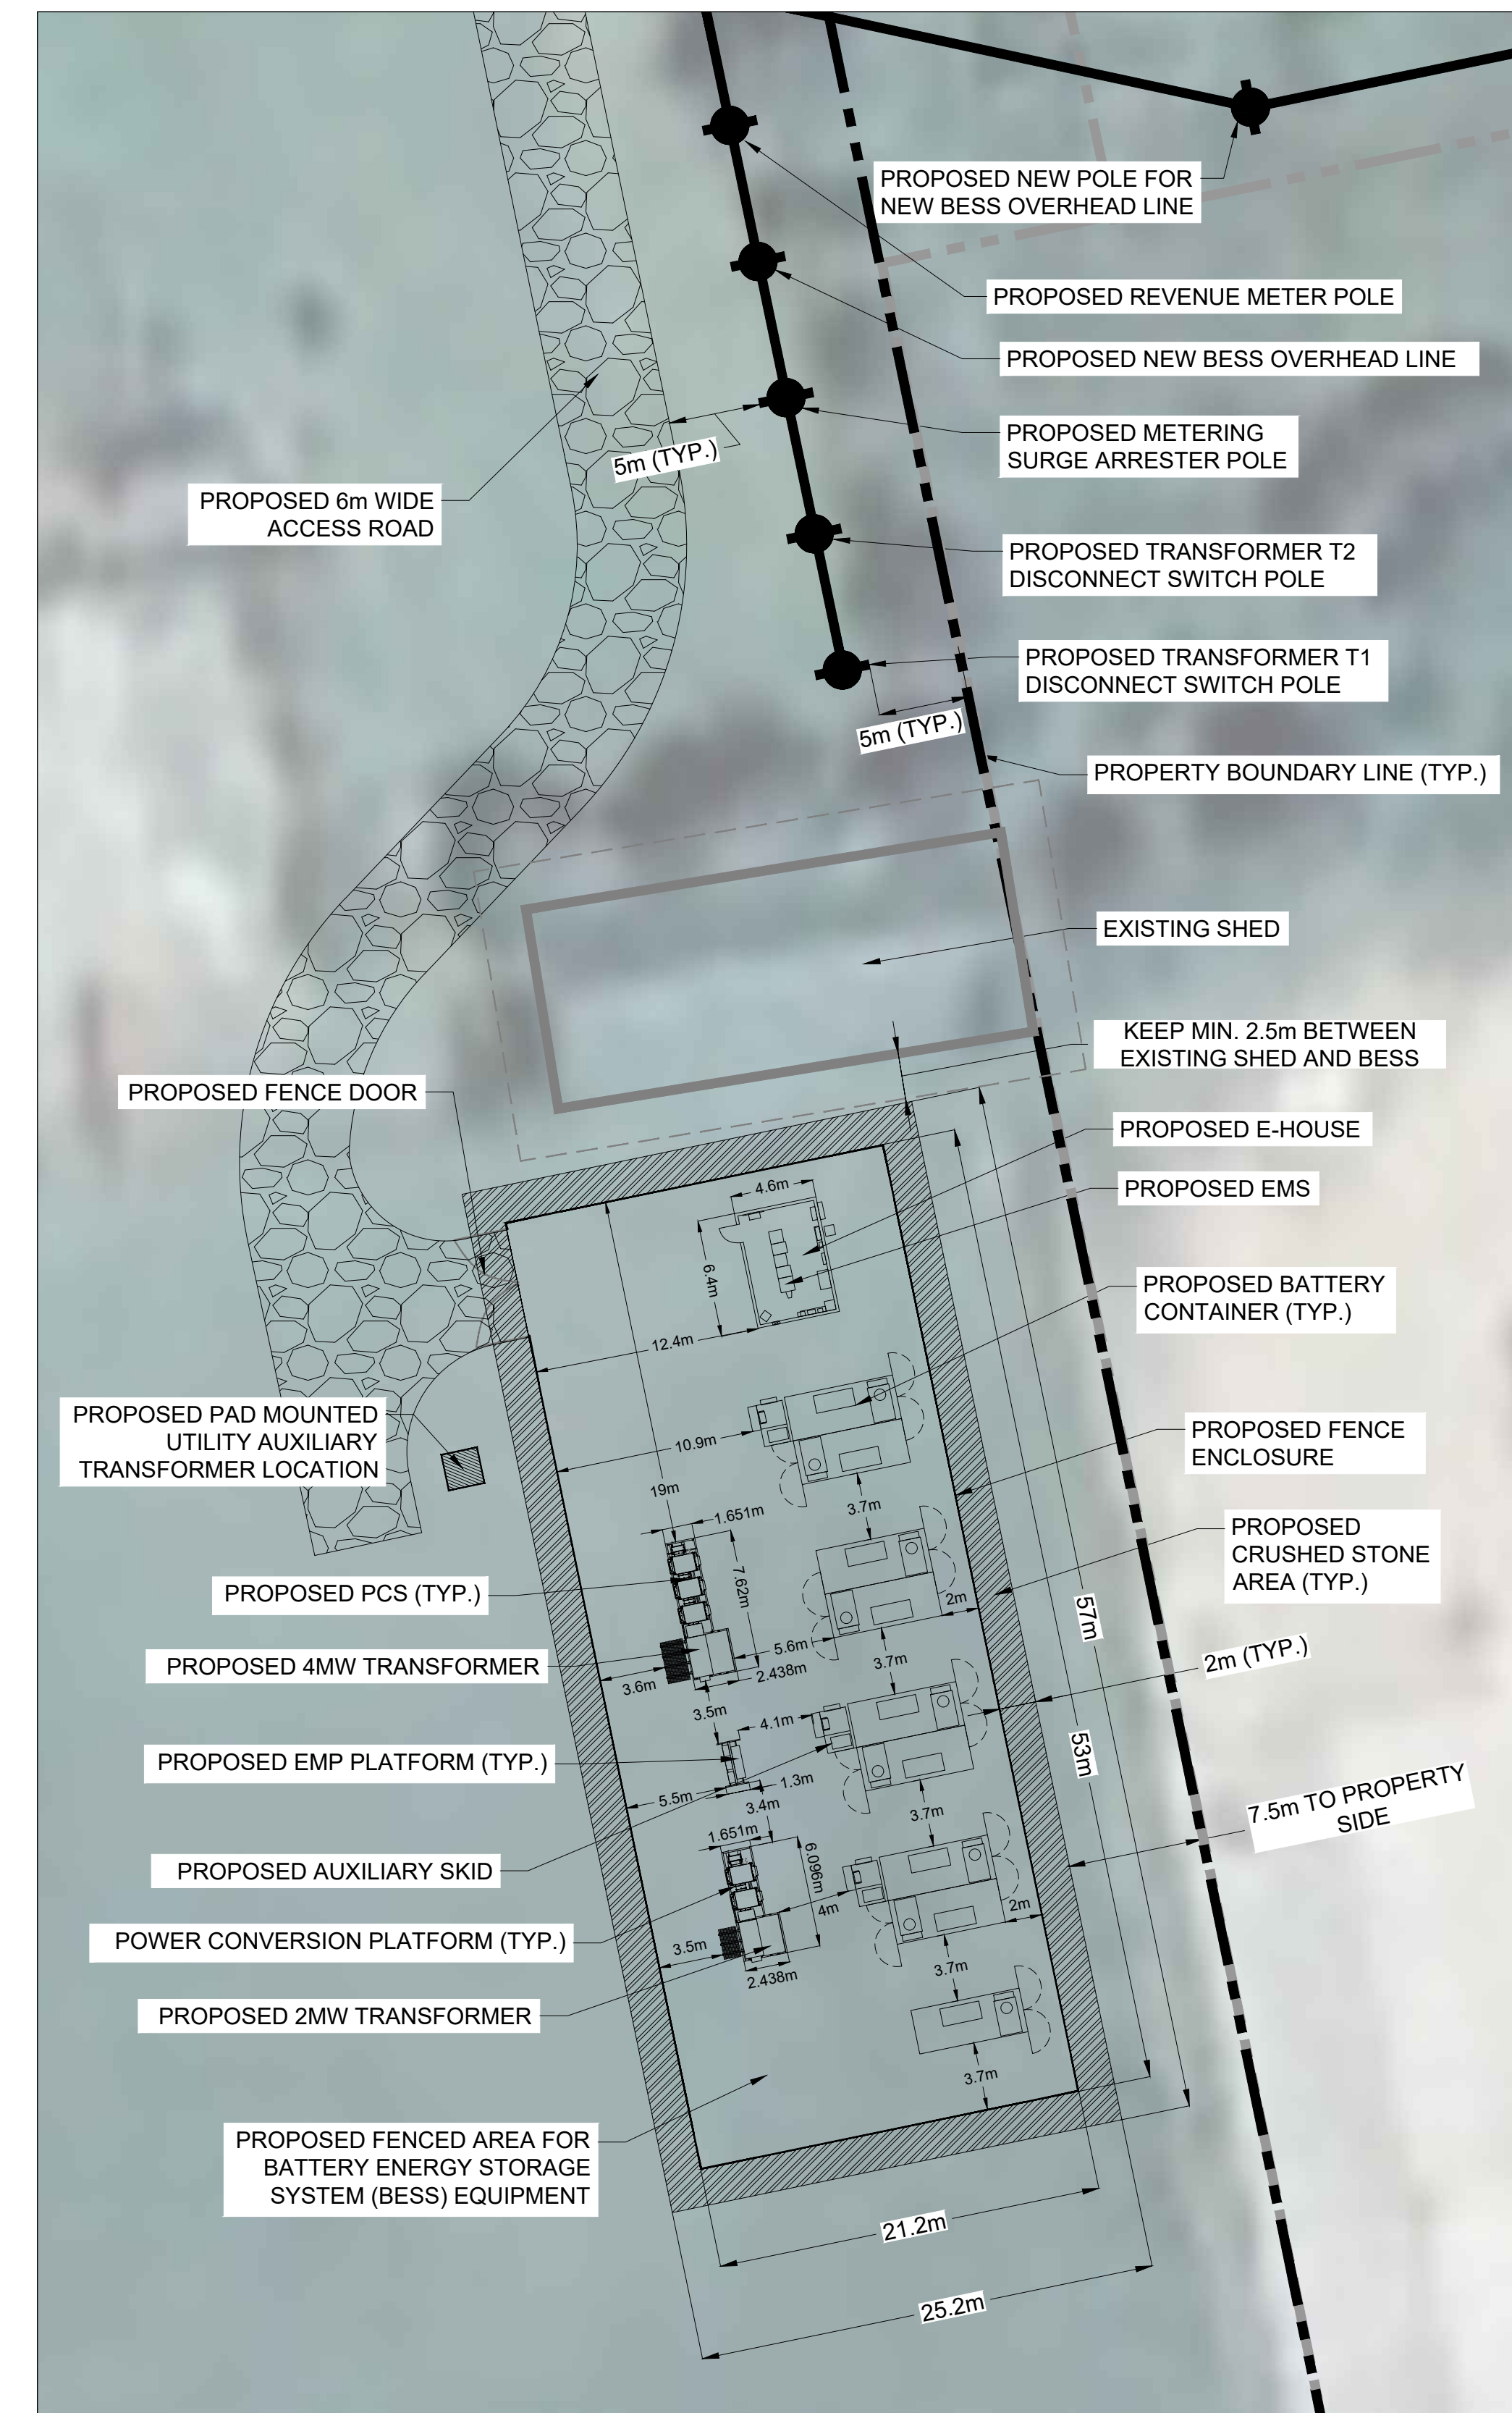 PROPOSED NEW POLE FOR
NEW BESS OVERHEAD LINE
PROPOSED REVENUE METER POLE
PROPOSED NEW BESS OVERHEAD LINE
PROPOSED METERING
SURGE ARRESTER POLE
5m (TYP.)
PROPOSED 6m WIDE
ACCESS ROAD
PROPOSED TRANSFORMER T2
DISCONNECT SWITCH POLE
PROPOSED TRANSFORMER T1
DISCONNECT SWITCH POLE
5m (TYP.)
PROPERTY BOUNDARY LINE (TYP.)
EXISTING SHED
KEEP MIN. 2.5m BETWEEN
EXISTING SHED AND BESS
PROPOSED FENCE DOOR
PROPOSED E-HOUSE
PROPOSED EMS
4.6m
6.4m
12.4m
PROPOSED BATTERY
CONTAINER (TYP.)
PROPOSED PAD MOUNTED
UTILITY AUXILIARY
TRANSFORMER LOCATION
10.9m
PROPOSED FENCE
ENCLOSURE
19m
3.7m
1.651m
PROPOSED
CRUSHED STONE
AREA (TYP.)
PROPOSED PCS (TYP.)
7.62m
2m
57m
PROPOSED 4MW TRANSFORMER
5.6m
3.7m
2m (TYP.)
3.6m
2.438m
3.5m
4.1m
PROPOSED EMP PLATFORM (TYP.)
53m
5.5m
1.3m
3.4m
3.7m
7.5m TO PROPERTY
SIDE
1.651m
6.096m
PROPOSED AUXILIARY SKID
4m
2m
POWER CONVERSION PLATFORM (TYP.)
3.5m
2.438m
3.7m
PROPOSED 2MW TRANSFORMER
3.7m
PROPOSED FENCED AREA FOR
BATTERY ENERGY STORAGE
SYSTEM (BESS) EQUIPMENT
21.2m
25.2m